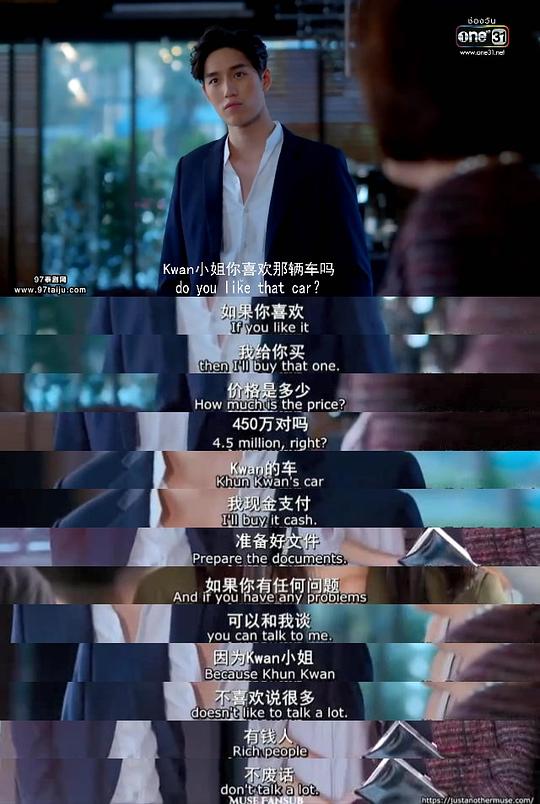 ช่องวัน
one 31
www.one31.net
Kwan小姐你喜欢那辆车吗
do you like that car?
97泰剧网
www.97taiju.com
如果你喜欢
If you like it
我给你买
then I'll buy that one.
价格是多少
How much is the price?
450万对吗
4.5 million, right?
Kwan的车
Khun Kwan's car
我现金支付
I'll buy it cash.
准备好文件
Prepare the documents.
如果你有任何问题
And if you have any problems
可以和我谈
you can talk to me.
因为Kwan小姐
Because Khun Kwan
不喜欢说很多
doesn't like to talk a lot.
有钱人
Rich people
不废话
don't talk a lot.
MUSE FANSUB
https://justanothermuse.com/